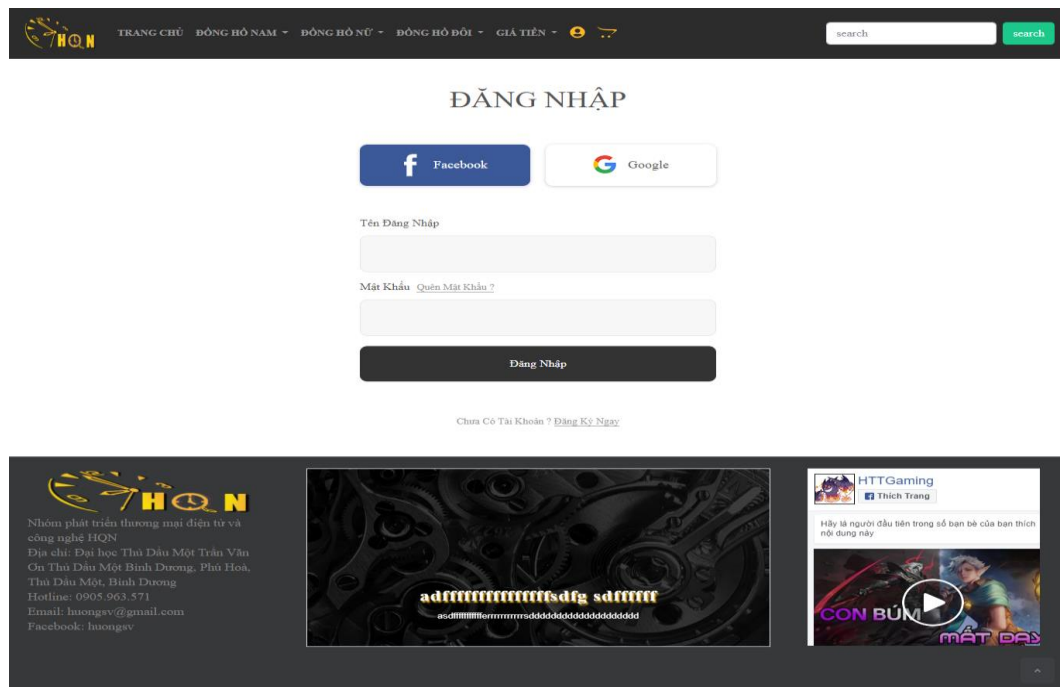 HQN
TRANG CHỦ ĐỒNG HỒ NAM ĐỒNG HỒ NỮ ĐỒNG HỒ ĐÔI GIÁ TIỀN
search search
ĐĂNG NHẬP
Facebook Google
Tên Đăng Nhập
Mật Khẩu Quên Mật Khẩu ?
Đăng Nhập
Chưa Có Tài Khoản ? Đăng Ký Ngay
HQN
Nhóm phát triển thương mại điện tử và
công nghệ HQN
Địa chỉ: Đại học Thủ Dầu Một Trần Văn
Ơn Thủ Dầu Một Bình Dương, Phú Hoà,
Thủ Dầu Một, Bình Dương
Hotline: 0905.963.571
Email: huongsv@gmail.com
Facebook: huongsv
HTTGaming
Thích Trang
Hãy là người đầu tiên trong số bạn bè của bạn thích
nội dung này
CON BÚM
MẤT DẠY